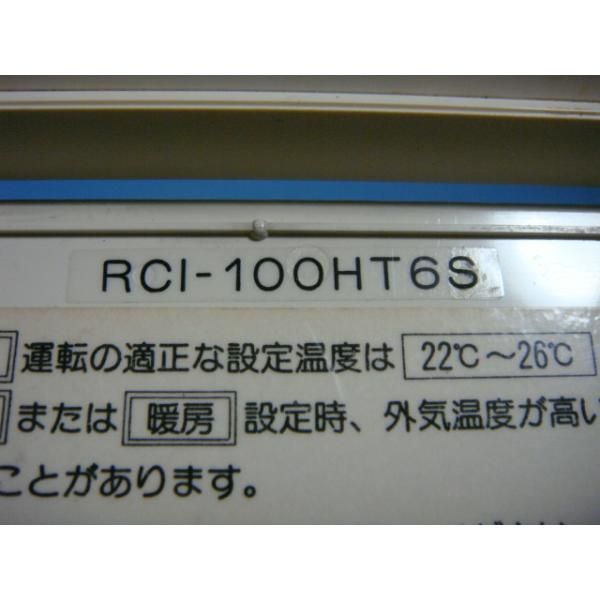 RCI-100HT6S
運転の適正な設定温度は 22℃～26℃
または 暖房 設定時、外気温度が高い
ことがあります。